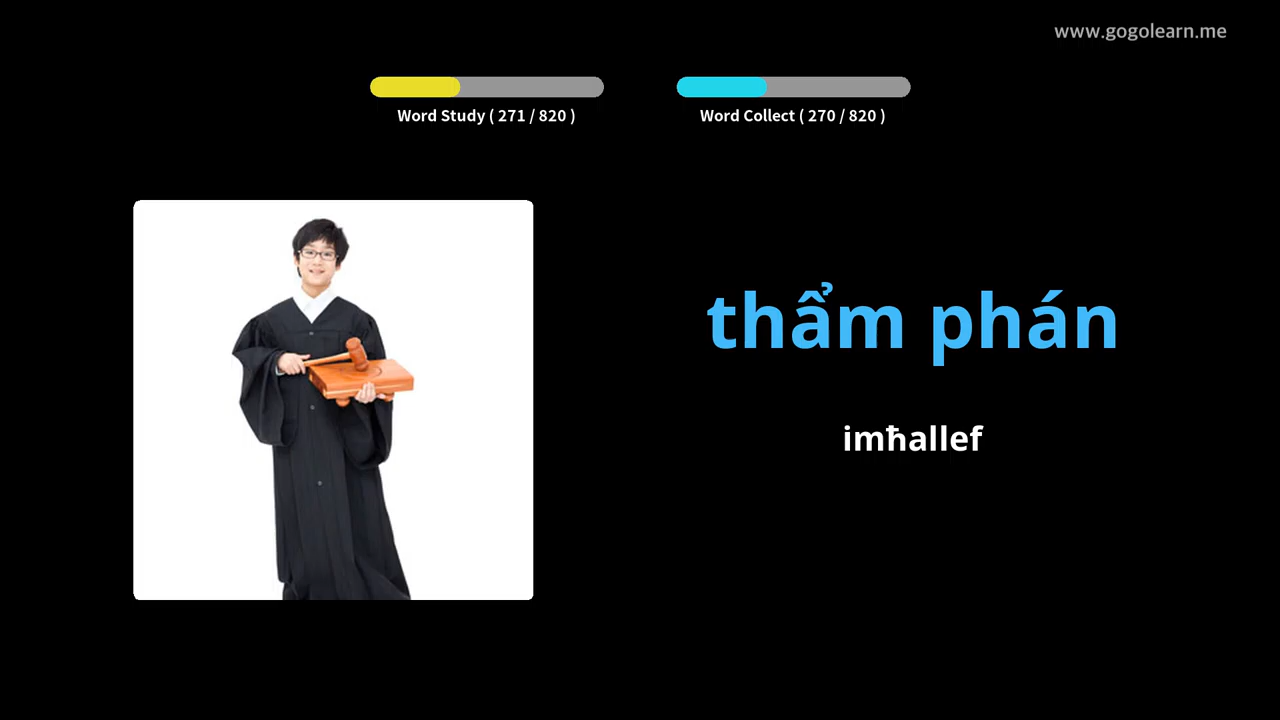 www.gogolearn.me
Word Study ( 271 / 820 )
Word Collect ( 270 / 820 )
thẩm phán
imħallef